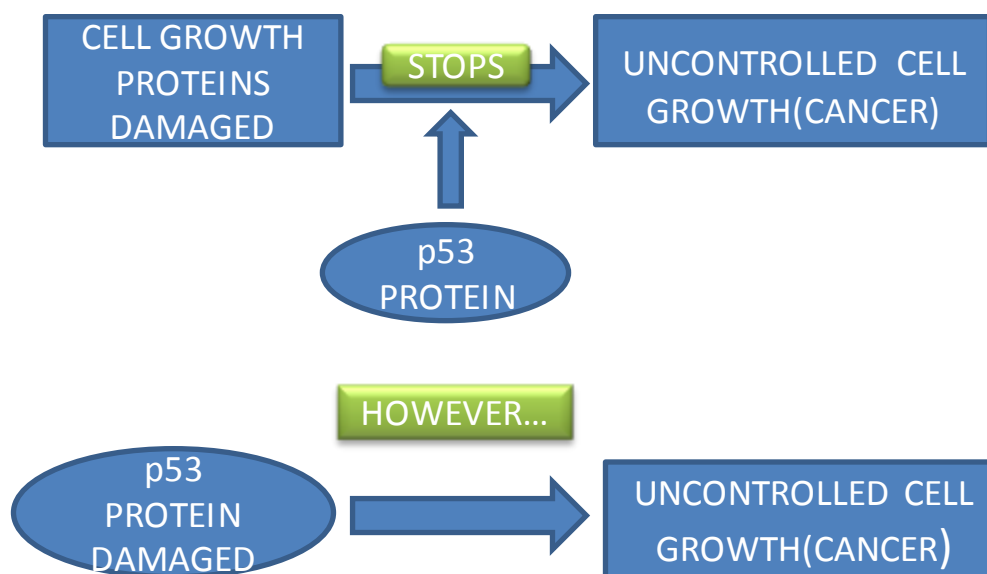 CELL GROWTH
PROTEINS
DAMAGED
STOPS
UNCONTROLLED CELL
GROWTH(CANCER)
p53
PROTEIN
HOWEVER...
p53
PROTEIN
DAMAGED
UNCONTROLLED CELL
GROWTH(CANCER)